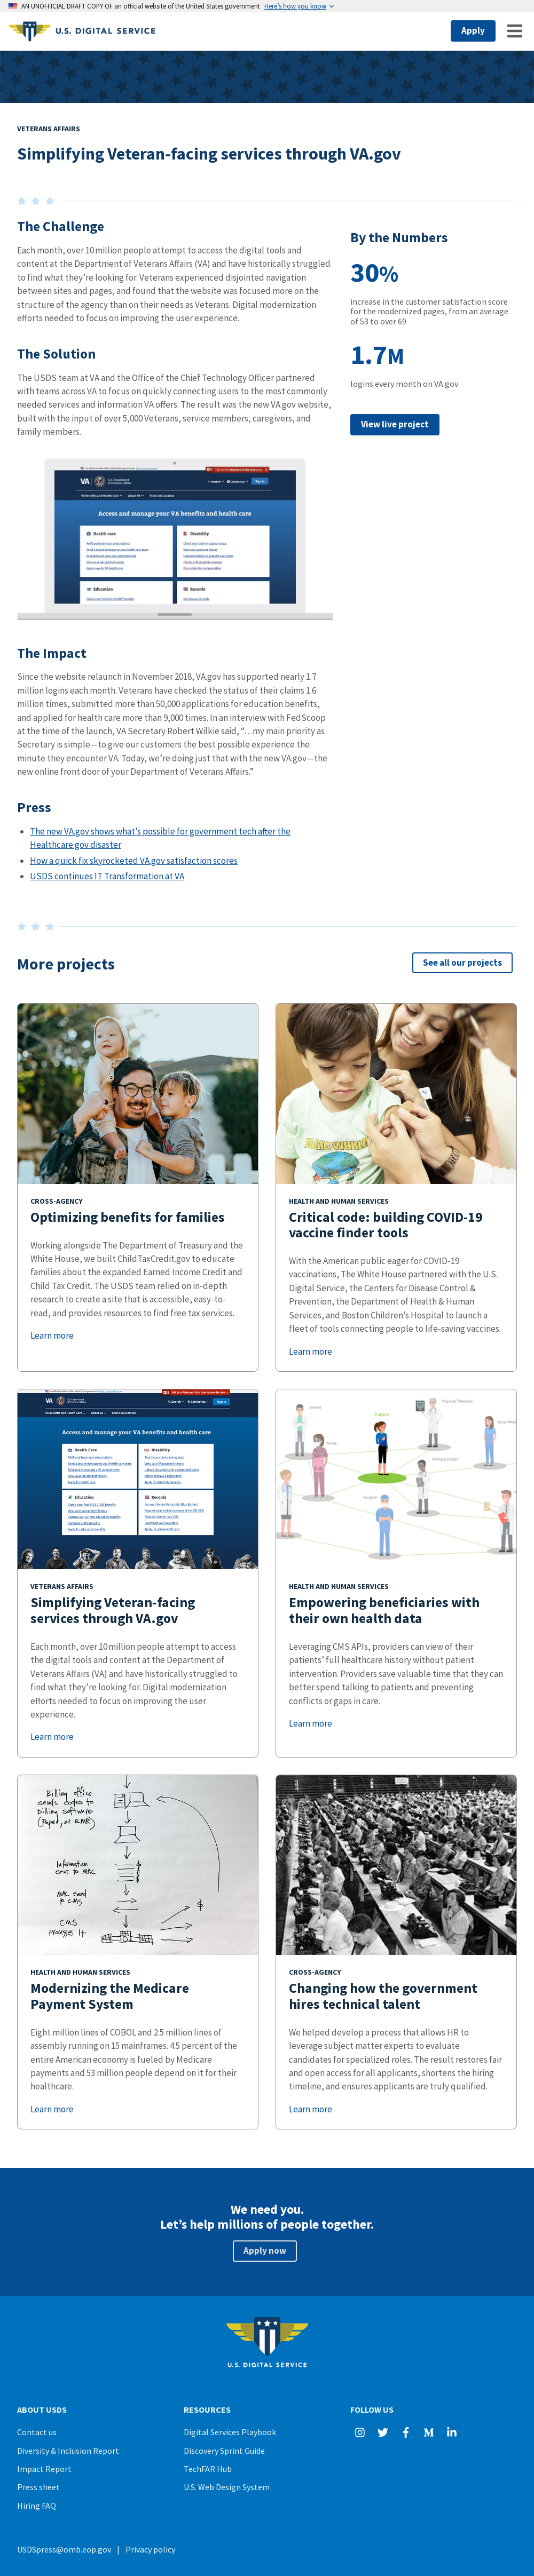 AN UNOFFICIAL DRAFT COPY OF an official website of the United States government Here's how you know
U.S. DIGITAL SERVICE
Apply
VETERANS AFFAIRS
Simplifying Veteran-facing services through VA.gov
The Challenge
Each month, over 10 million people attempt to access the digital tools and
content at the Department of Veterans Affairs (VA) and have historically struggled
to find what they're looking for. Veterans experienced disjointed navigation
between sites and pages, and found that the website was focused more on the
structure of the agency than on their needs as Veterans. Digital modernization
efforts needed to focus on improving the user experience.
The Solution
The USDS team at VA and the Office of the Chief Technology Officer partnered
with teams across VA to focus on quickly connecting users to the most commonly
needed services and information VA offers. The result was the new VA.gov website,
built with the input of over 5,000 Veterans, service members, caregivers, and
family members.
By the Numbers
30%
increase in the customer satisfaction score
for the modernized pages, from an average
of 53 to over 69
1.7M
logins every month on VA.gov
View live project
VA
Access and manage your VA benefits and health care
Health care
Disability
Education
Records
The Impact
Since the website relaunch in November 2018, VA.gov has supported nearly 1.7
million logins each month. Veterans have checked the status of their claims 1.6
million times, submitted more than 50,000 applications for education benefits,
and applied for health care more than 9,000 times. In an interview with FedScoop
at the time of the launch, VA Secretary Robert Wilkie said, “…my main priority as
Secretary is simple—to give our customers the best possible experience the
minute they encounter VA. Today, we're doing just that with the new VA.gov—the
new online front door of your Department of Veterans Affairs.”
Press
The new VA.gov shows what's possible for government tech after the
Healthcare.gov disaster
How a quick fix skyrocketed VA.gov satisfaction scores
USDS continues IT Transformation at VA
More projects
See all our projects
CROSS-AGENCY
Optimizing benefits for families
Working alongside The Department of Treasury and the
White House, we built ChildTaxCredit.gov to educate
families about the expanded Earned Income Credit and
Child Tax Credit. The USDS team relied on in-depth
research to create a site that is accessible, easy-to-
read, and provides resources to find free tax services.
Learn more
HEALTH AND HUMAN SERVICES
Critical code: building COVID-19
vaccine finder tools
With the American public eager for COVID-19
vaccinations, The White House partnered with the U.S.
Digital Service, the Centers for Disease Control &
Prevention, the Department of Health & Human
Services, and Boston Children's Hospital to launch a
fleet of tools connecting people to life-saving vaccines.
Learn more
VA
Access and manage your VA benefits and health care
Health Care
Disability
Education
Records
VETERANS AFFAIRS
Simplifying Veteran-facing
services through VA.gov
Each month, over 10 million people attempt to access
the digital tools and content at the Department of
Veterans Affairs (VA) and have historically struggled to
find what they're looking for. Digital modernization
efforts needed to focus on improving the user
experience.
Learn more
Dentist
Patient
Physical Therapist
Nurse
Primary Doctor
Surgeon
HEALTH AND HUMAN SERVICES
Empowering beneficiaries with
their own health data
Leveraging CMS APIs, providers can view of their
patients' full healthcare history without patient
intervention. Providers save valuable time that they can
better spend talking to patients and preventing
conflicts or gaps in care.
Learn more
Billing office
sends codes to
billing software
(Paper, or EMR)
Information
sent to MAC
MAC send
to CMS
CMS
Processes it
HEALTH AND HUMAN SERVICES
Modernizing the Medicare
Payment System
Eight million lines of COBOL and 2.5 million lines of
assembly running on 15 mainframes. 4.5 percent of the
entire American economy is fueled by Medicare
payments and 53 million people depend on it for their
healthcare.
Learn more
CROSS-AGENCY
Changing how the government
hires technical talent
We helped develop a process that allows HR to
leverage subject matter experts to evaluate
candidates for specialized roles. The result restores fair
and open access for all applicants, shortens the hiring
timeline, and ensures applicants are truly qualified.
Learn more
We need you.
Let's help millions of people together.
Apply now
U.S. DIGITAL SERVICE
ABOUT USDS
Contact us
Diversity & Inclusion Report
Impact Report
Press sheet
Hiring FAQ
RESOURCES
Digital Services Playbook
Discovery Sprint Guide
TechFAR Hub
U.S. Web Design System
FOLLOW US
USDSpress@omb.eop.gov | Privacy policy